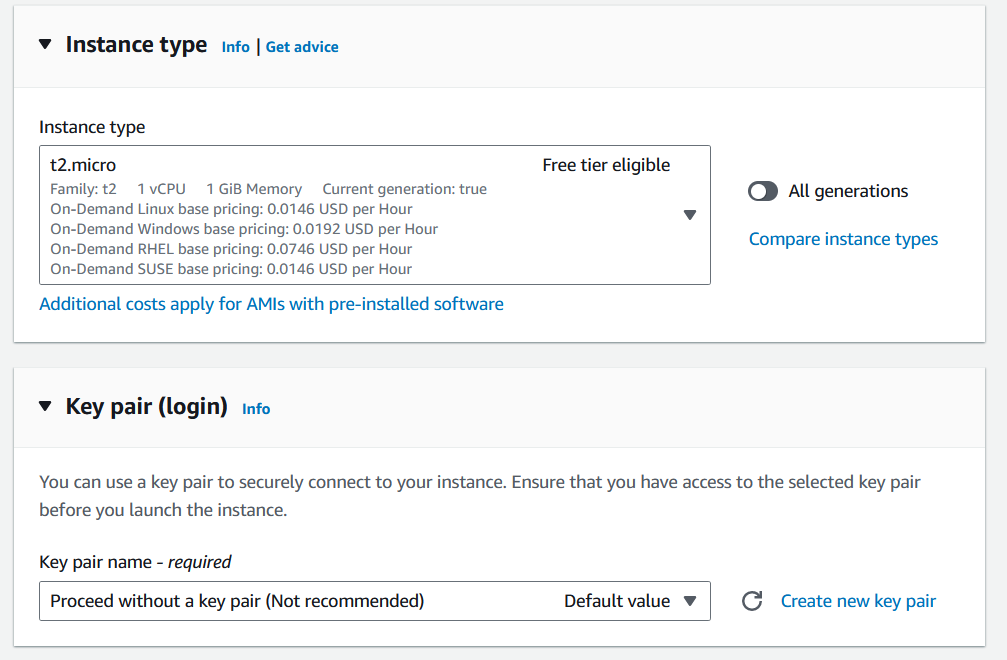 Instance type Info | Get advice
Instance type
t2.micro Free tier eligible
Family: t2 1 vCPU 1 GiB Memory Current generation: true
On-Demand Linux base pricing: 0.0146 USD per Hour
On-Demand Windows base pricing: 0.0192 USD per Hour
On-Demand RHEL base pricing: 0.0746 USD per Hour
On-Demand SUSE base pricing: 0.0146 USD per Hour
All generations
Compare instance types
Additional costs apply for AMIs with pre-installed software
Key pair (login) Info
You can use a key pair to securely connect to your instance. Ensure that you have access to the selected key pair
before you launch the instance.
Key pair name - required
Proceed without a key pair (Not recommended) Default value
Create new key pair